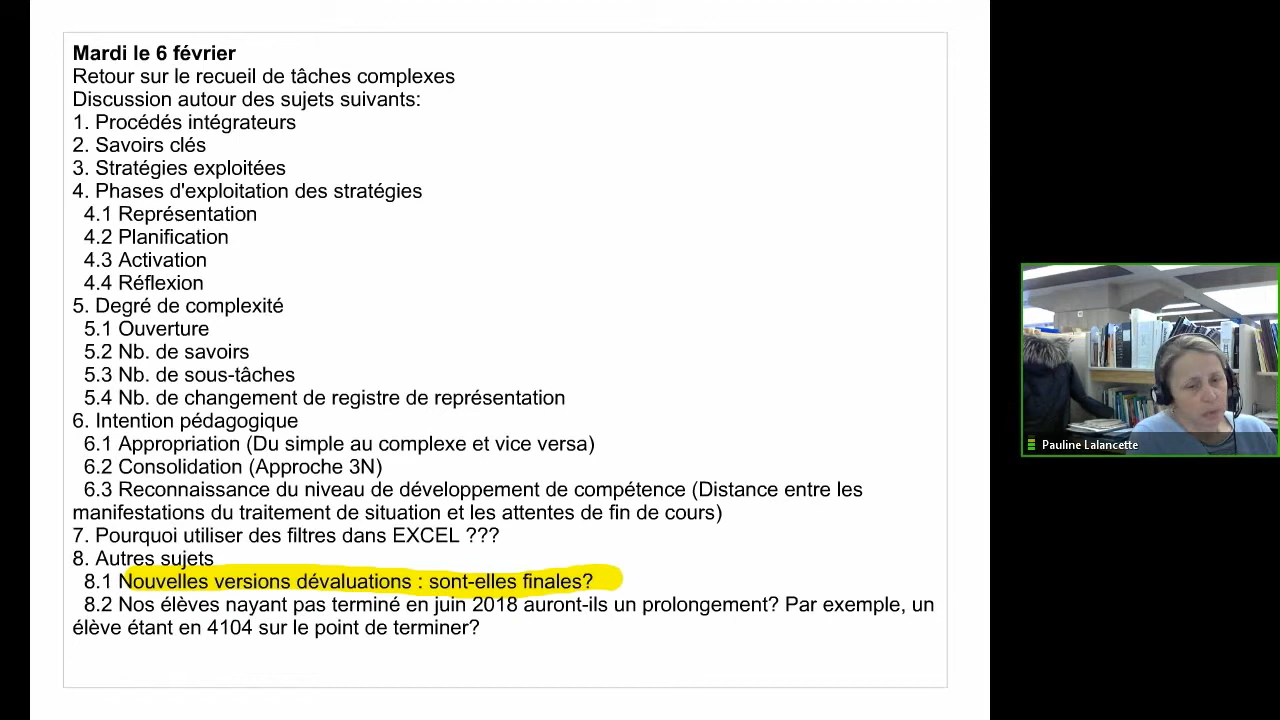 Mardi le 6 février
Retour sur le recueil de tâches complexes
Discussion autour des sujets suivants:
1. Procédés intégrateurs
2. Savoirs clés
3. Stratégies exploitées
4. Phases d'exploitation des stratégies
4.1 Représentation
4.2 Planification
4.3 Activation
4.4 Réflexion
5. Degré de complexité
5.1 Ouverture
5.2 Nb. de savoirs
5.3 Nb. de sous-tâches
5.4 Nb. de changement de registre de représentation
6. Intention pédagogique
6.1 Appropriation (Du simple au complexe et vice versa)
6.2 Consolidation (Approche 3N)
6.3 Reconnaissance du niveau de développement de compétence (Distance entre les
manifestations du traitement de situation et les attentes de fin de cours)
7. Pourquoi utiliser des filtres dans EXCEL ???
8. Autres sujets
8.1 Nouvelles versions dévaluations : sont-elles finales?
8.2 Nos élèves nayant pas terminé en juin 2018 auront-ils un prolongement? Par exemple, un
élève étant en 4104 sur le point de terminer?
Pauline Lalancette